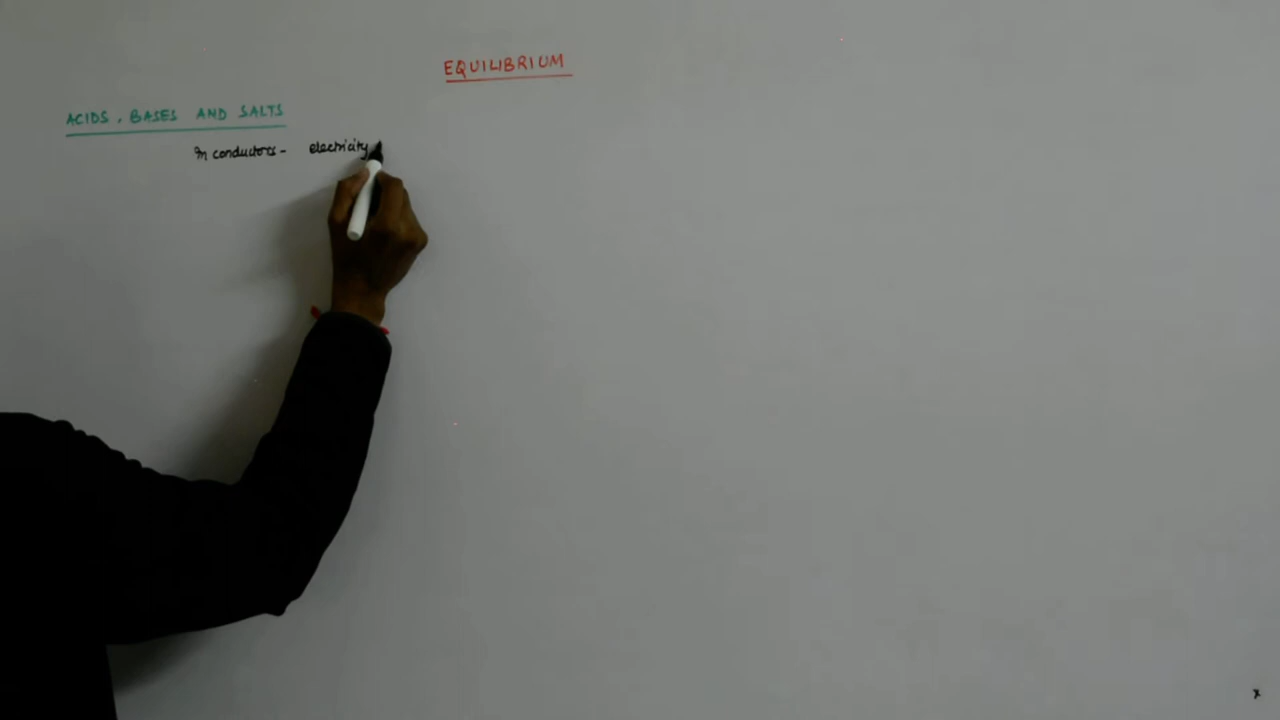 EQUILIBRIUM
ACIDS, BASES AND SALTS
In conductors - electricity
x